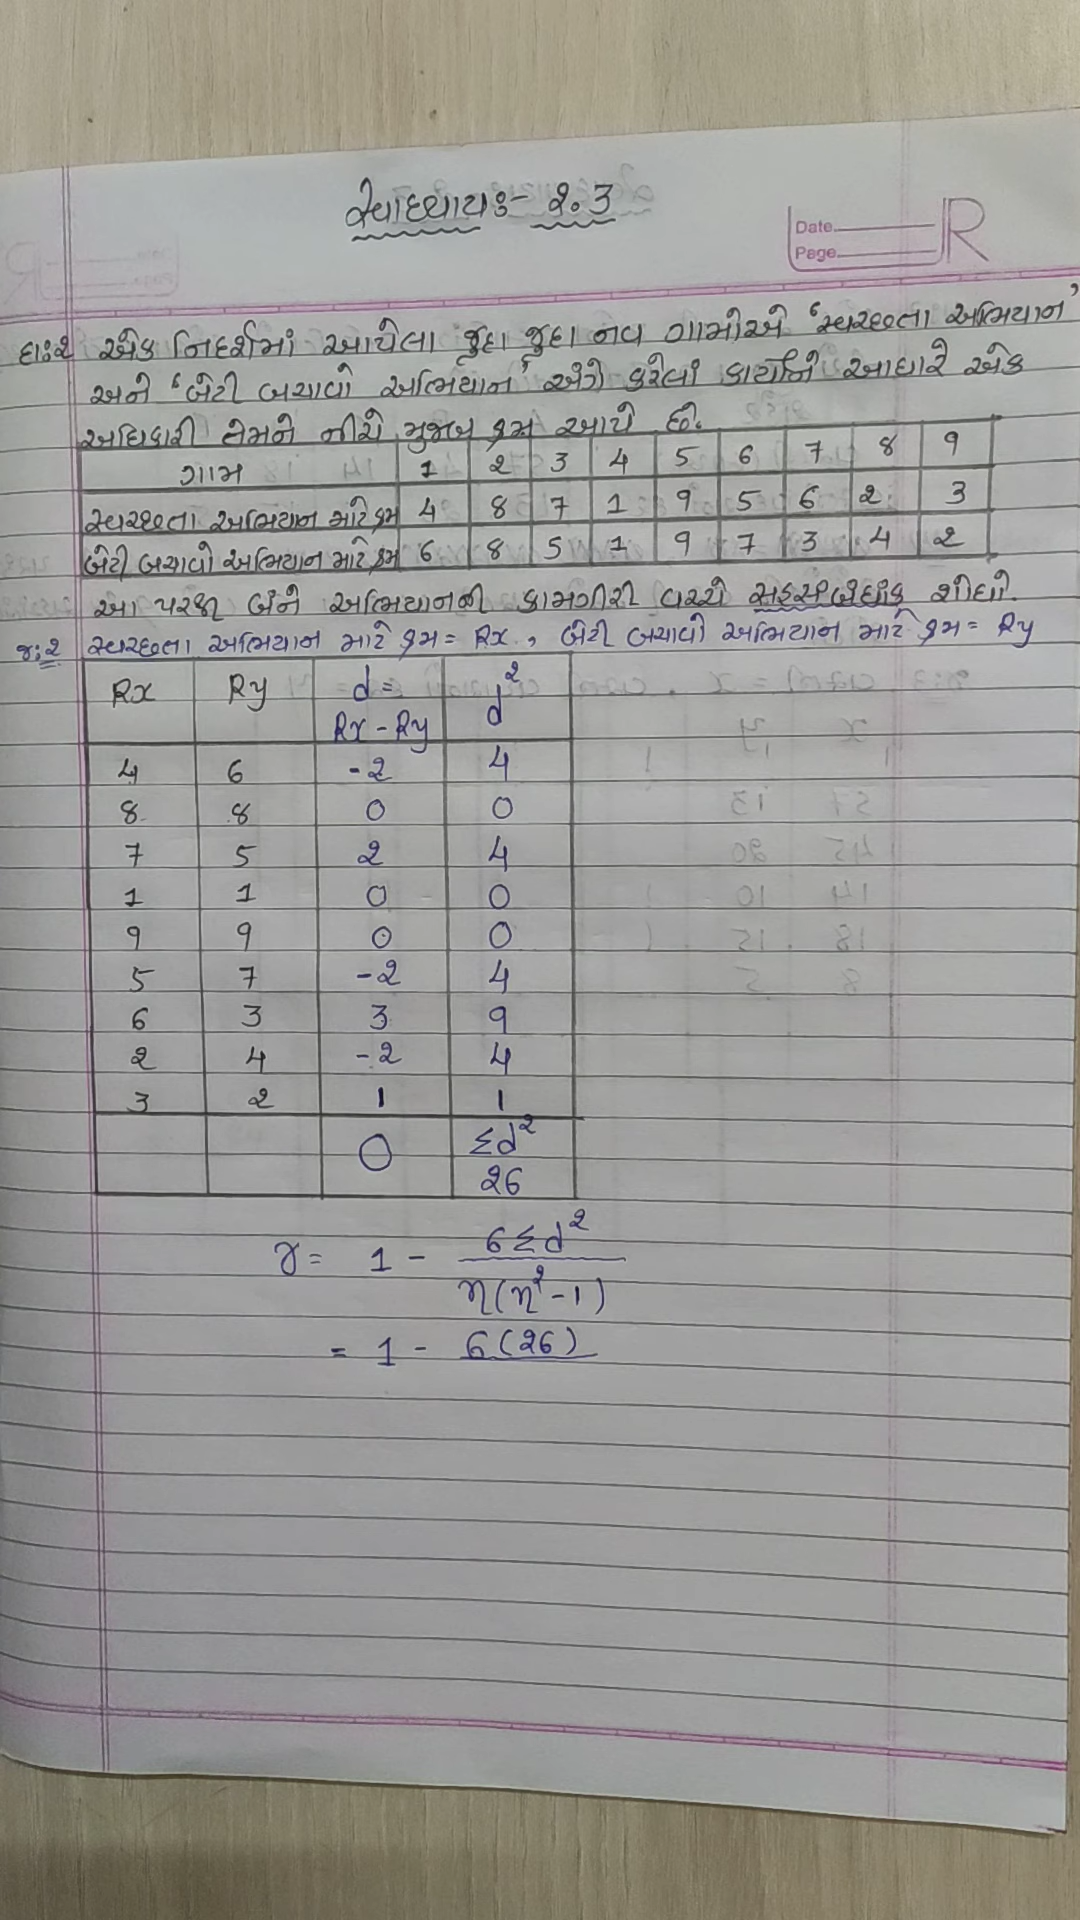 સ્વાધ્યાયઃ- ૨.3
Date.
Page.
R
દાઃ૨ એક નિદર્શમાં આપેલા જુદા જુદા નવ ગામોએ 'સ્વચ્છતા અભિયાન'
અને 'બેટી બચાવો અભિયાન' અંગે કરેલાં કાર્યોને આધારે એક
અધિકારી તેમને નીચે મુજબ ક્રમ આપે છે.
ગામ 1 2 3 4 5 6 7 8 9
સ્વચ્છતા અભિયાન માટે ક્રમ 4 8 7 1 9 5 6 2 3
બેટી બચાવો અભિયાન માટે ક્રમ 6 8 5 1 9 7 3 4 2
આ પરથી બંને અભિયાનની કામગીરી વચ્ચે સહસંબંધાંક શોધો.
જઃ૨ સ્વચ્છતા અભિયાન માટે ક્રમ = Rx , બેટી બચાવો અભિયાન માટે ક્રમ = Ry
Rx Ry d = Rx - Ry d²
4 6 -2 4
8 8 0 0
7 5 2 4
1 1 0 0
9 9 0 0
5 7 -2 4
6 3 3 9
2 4 -2 4
3 2 1 1
0 Σd² 26
r = 1 - 6Σd² / n(n²-1)
= 1 - 6(26)